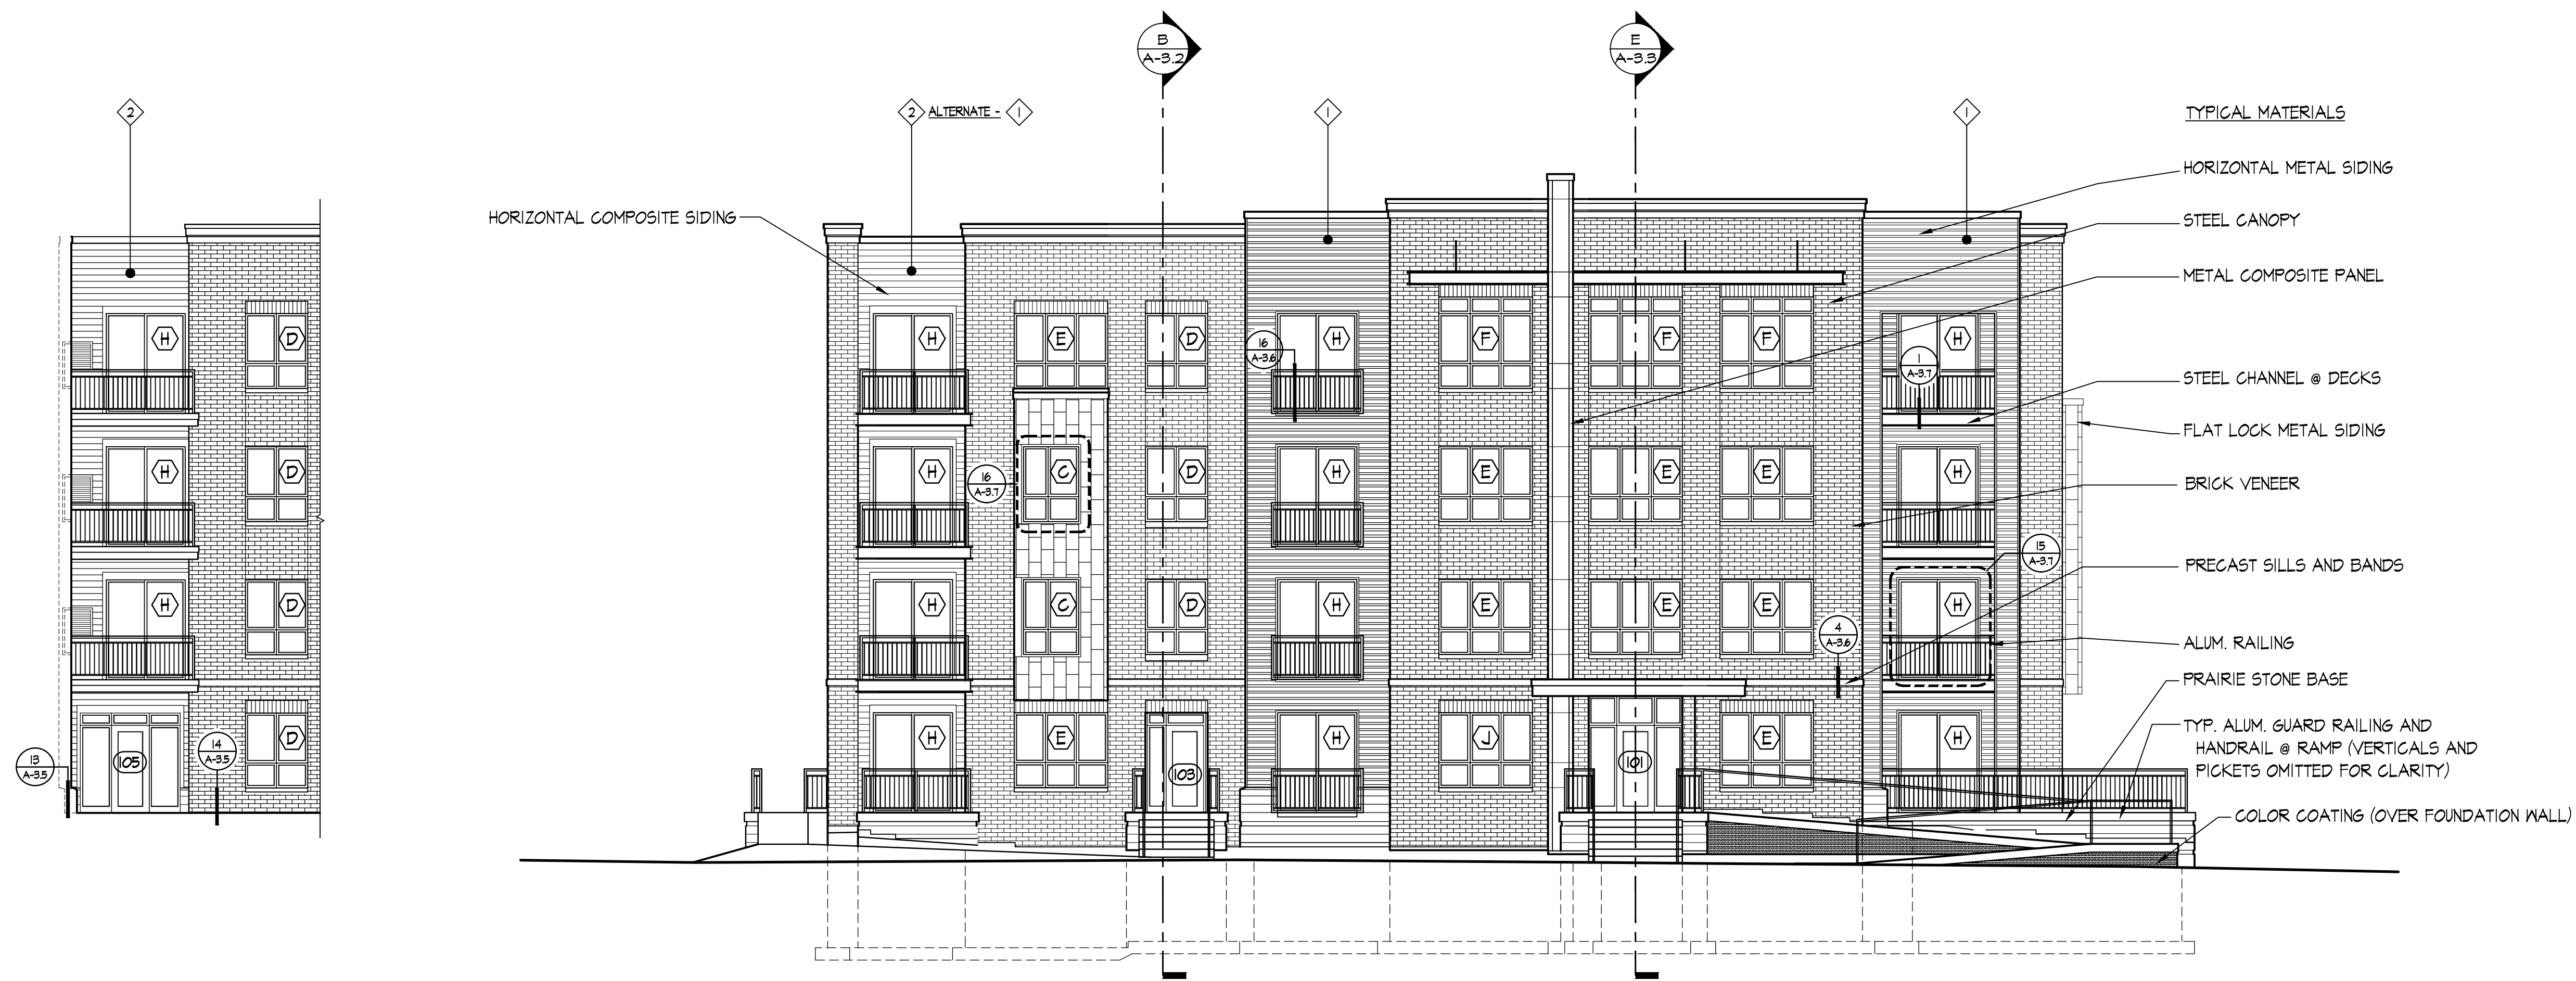 B
A-3.2
E
A-3.3
2
2 ALTERNATE - 1
1
1
TYPICAL MATERIALS
HORIZONTAL METAL SIDING
HORIZONTAL COMPOSITE SIDING
STEEL CANOPY
METAL COMPOSITE PANEL
H D H E D H F F F H
16
A-3.6
1
A-3.7
STEEL CHANNEL @ DECKS
FLAT LOCK METAL SIDING
H D H C D H E E E H
16
A-3.7
BRICK VENEER
15
A-3.7
PRECAST SILLS AND BANDS
H D H C D H E E E H
4
A-3.6
ALUM. RAILING
PRAIRIE STONE BASE
TYP. ALUM. GUARD RAILING AND
HANDRAIL @ RAMP (VERTICALS AND
PICKETS OMITTED FOR CLARITY)
D H E H J E H
13
A-3.5
105
14
A-3.5
103
101
COLOR COATING (OVER FOUNDATION WALL)